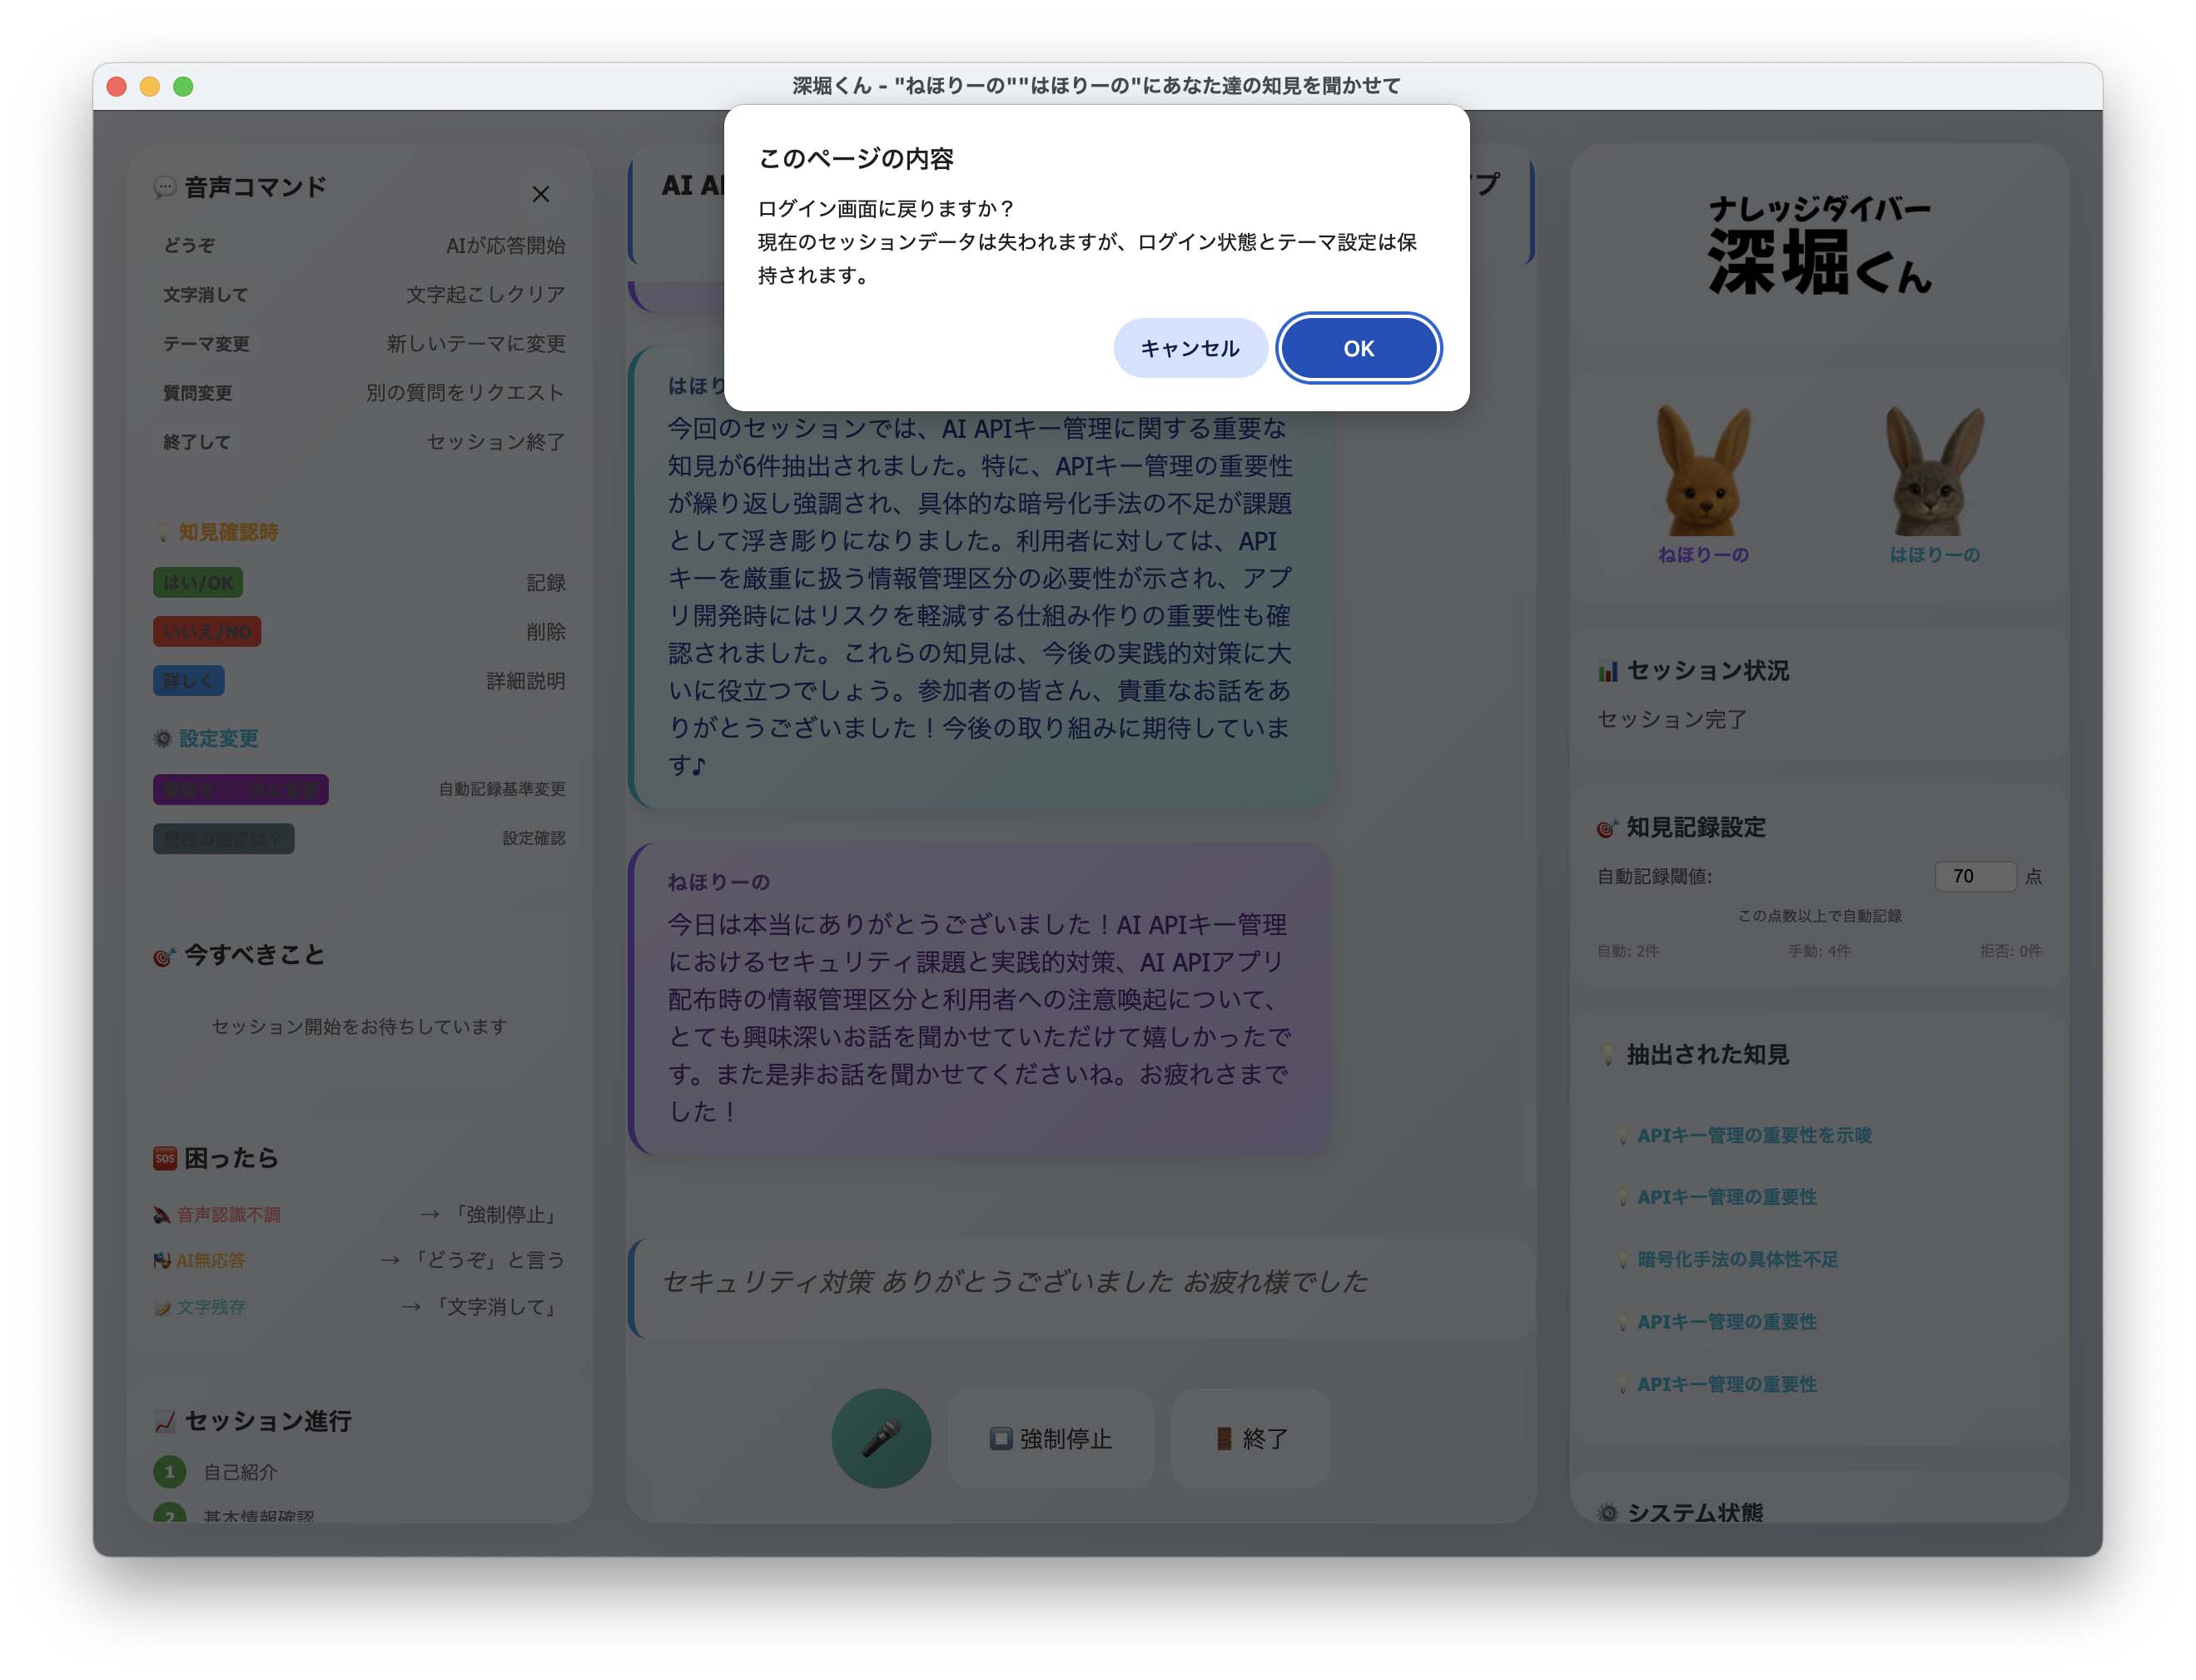 深堀くん - "ねほりーの""はほりーの"にあなた達の知見を聞かせて
このページの内容
ログイン画面に戻りますか？
現在のセッションデータは失われますが、ログイン状態とテーマ設定は保
持されます。
キャンセル
OK
💬 音声コマンド
×
どうぞ AIが応答開始
文字消して 文字起こしクリア
テーマ変更 新しいテーマに変更
質問変更 別の質問をリクエスト
終了して セッション終了
💡 知見確認時
はい/OK 記録
いいえ/NO 削除
詳しく 詳細説明
⚙️ 設定変更
自動記録基準変更
現在の設定は？ 設定確認
🎯 今すべきこと
セッション開始をお待ちしています
🆘 困ったら
音声認識不調 → 「強制停止」
AI無応答 → 「どうぞ」と言う
📝 文字残存 → 「文字消して」
📈 セッション進行
1 自己紹介
2 基本情報確認
AI A
プ
はほり
今回のセッションでは、AI APIキー管理に関する重要な
知見が6件抽出されました。特に、APIキー管理の重要性
が繰り返し強調され、具体的な暗号化手法の不足が課題
として浮き彫りになりました。利用者に対しては、API
キーを厳重に扱う情報管理区分の必要性が示され、アプ
リ開発時にはリスクを軽減する仕組み作りの重要性も確
認されました。これらの知見は、今後の実践的対策に大
いに役立つでしょう。参加者の皆さん、貴重なお話をあ
りがとうございました！今後の取り組みに期待していま
す♪
ねほりーの
今日は本当にありがとうございました！AI APIキー管理
におけるセキュリティ課題と実践的対策、AI APIアプリ
配布時の情報管理区分と利用者への注意喚起について、
とても興味深いお話を聞かせていただけて嬉しかったで
す。また是非お話を聞かせてくださいね。お疲れさまで
した！
セキュリティ対策 ありがとうございました お疲れ様でした
強制停止
終了
ナレッジダイバー
深堀くん
ねほりーの
はほりーの
📊 セッション状況
セッション完了
🎯 知見記録設定
自動記録閾値: 70 点
この点数以上で自動記録
自動: 2件 手動: 4件 拒否: 0件
💡 抽出された知見
💡 APIキー管理の重要性を示唆
💡 APIキー管理の重要性
💡 暗号化手法の具体性不足
💡 APIキー管理の重要性
💡 APIキー管理の重要性
⚙️ システム状態